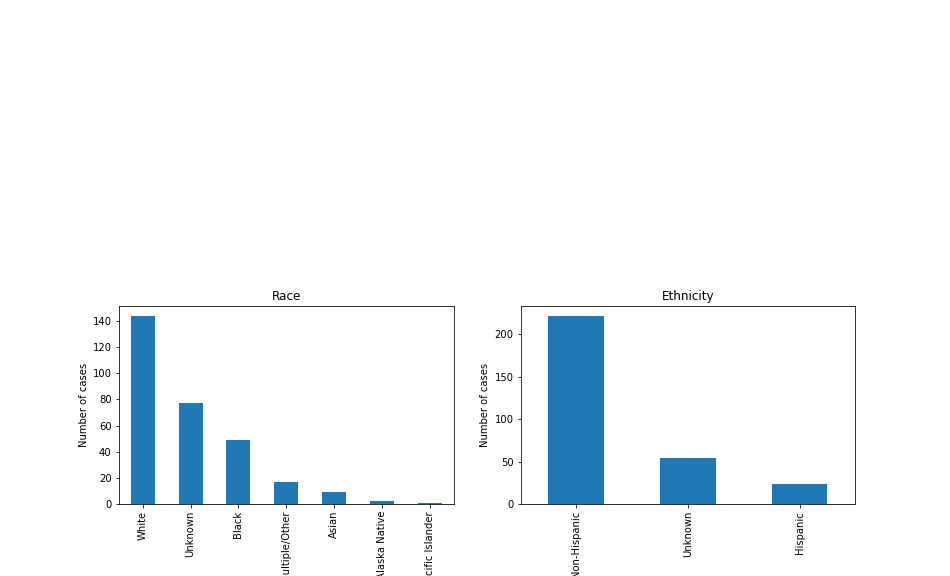 Race
Number of cases
140
120
100
80
60
40
20
0
White
Unknown
Black
ultiple/Other
Asian
Alaska Native
cific Islander
Ethnicity
Number of cases
200
150
100
50
0
Non-Hispanic
Unknown
Hispanic